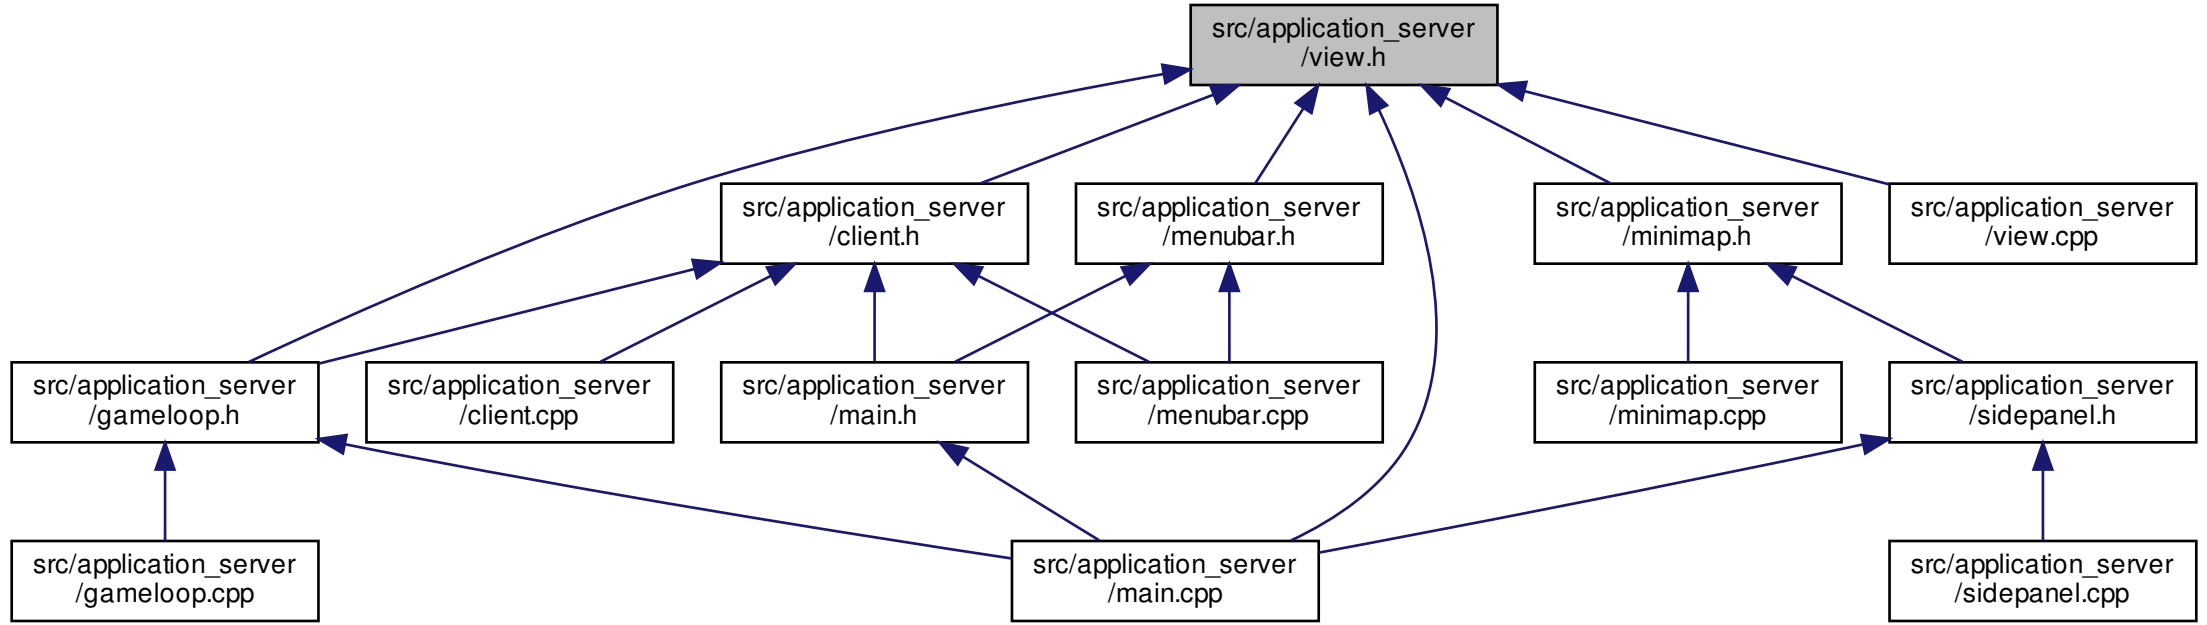 src/application_server
/view.h
src/application_server
/client.h
src/application_server
/menubar.h
src/application_server
/minimap.h
src/application_server
/view.cpp
src/application_server
/gameloop.h
src/application_server
/client.cpp
src/application_server
/main.h
src/application_server
/menubar.cpp
src/application_server
/minimap.cpp
src/application_server
/sidepanel.h
src/application_server
/gameloop.cpp
src/application_server
/main.cpp
src/application_server
/sidepanel.cpp